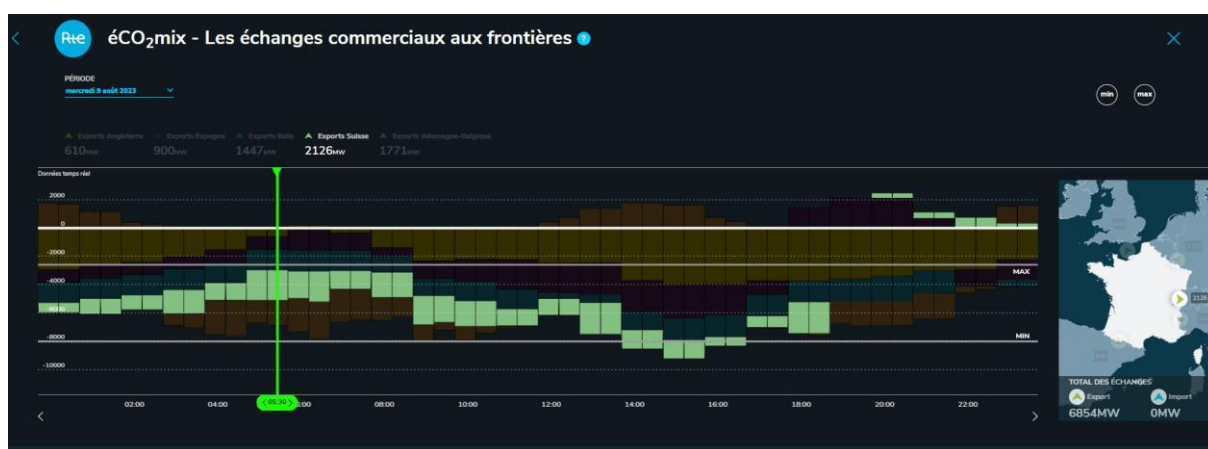 Rte éCO2mix - Les échanges commerciaux aux frontières ?
PÉRIODE
mercredi 9 août 2023
min max
Exports Angleterre Exports Espagne Exports Italie Exports Suisse Exports Allemagne-Belgique
610MW 900MW 1447MW 2126MW 1771MW
Données temps réel
2000
0
-2000
MAX
-4000
-6000
-8000
MIN
-10000
2126
TOTAL DES ÉCHANGES
Export Import
6854MW 0MW
02:00 04:00 05:30 :00 08:00 10:00 12:00 14:00 16:00 18:00 20:00 22:00